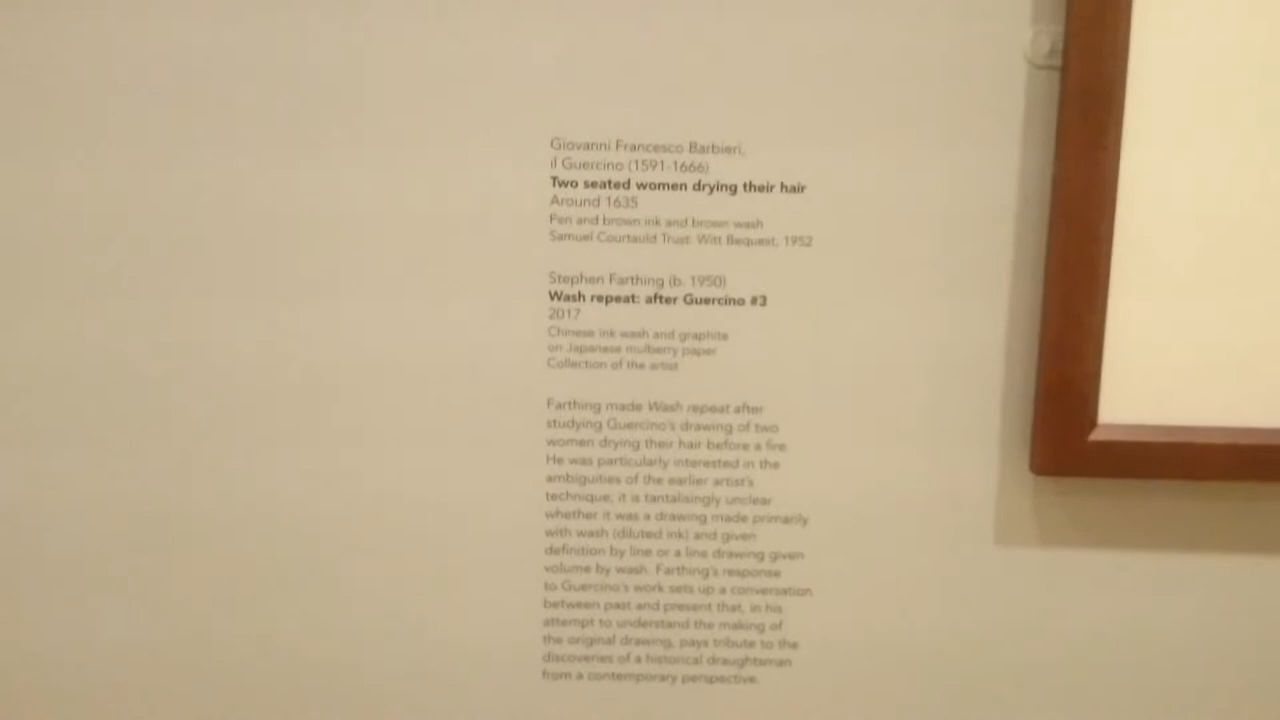 Giovanni Francesco Barbieri,
il Guercino (1591-1666)
Two seated women drying their hair
Around 1635
Pen and brown ink and brown wash
Samuel Courtauld Trust: Witt Bequest, 1952
Stephen Farthing (b. 1950)
Wash repeat: after Guercino #3
2017
Chinese ink wash and graphite
on Japanese mulberry paper
Collection of the artist
Farthing made Wash repeat after
studying Guercino's drawing of two
women drying their hair before a fire.
He was particularly interested in the
ambiguities of the earlier artist's
technique; it is tantalisingly unclear
whether it was a drawing made primarily
with wash (diluted ink) and given
definition by line or a line drawing given
volume by wash. Farthing's response
to Guercino's work sets up a conversation
between past and present that, in his
attempt to understand the making of
the original drawing, pays tribute to the
discoveries of a historical draughtsman
from a contemporary perspective.